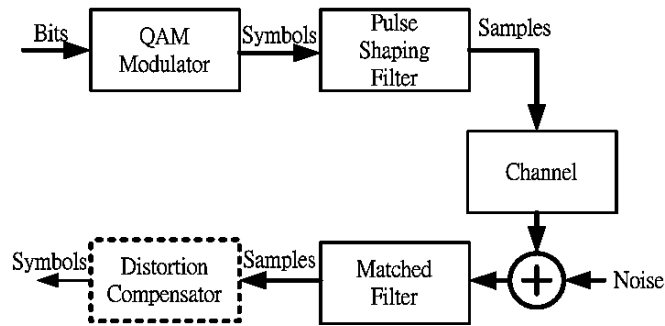 Bits
QAM
Modulator
Symbols
Pulse
Shaping
Filter
Samples
Channel
Noise
Matched
Filter
Samples
Distortion
Compensator
Symbols